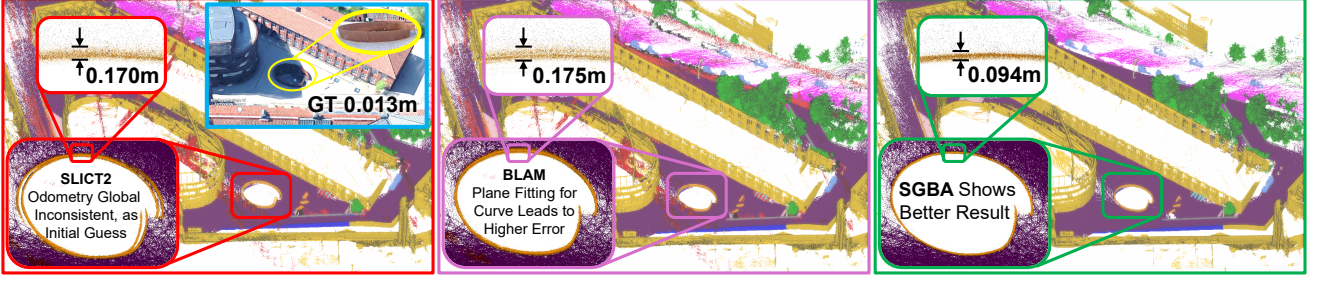 0.170m
GT 0.013m
SLICT2
Odometry Global
Inconsistent, as
Initial Guess
0.175m
BLAM
Plane Fitting for
Curve Leads to
Higher Error
0.094m
SGBA Shows
Better Result